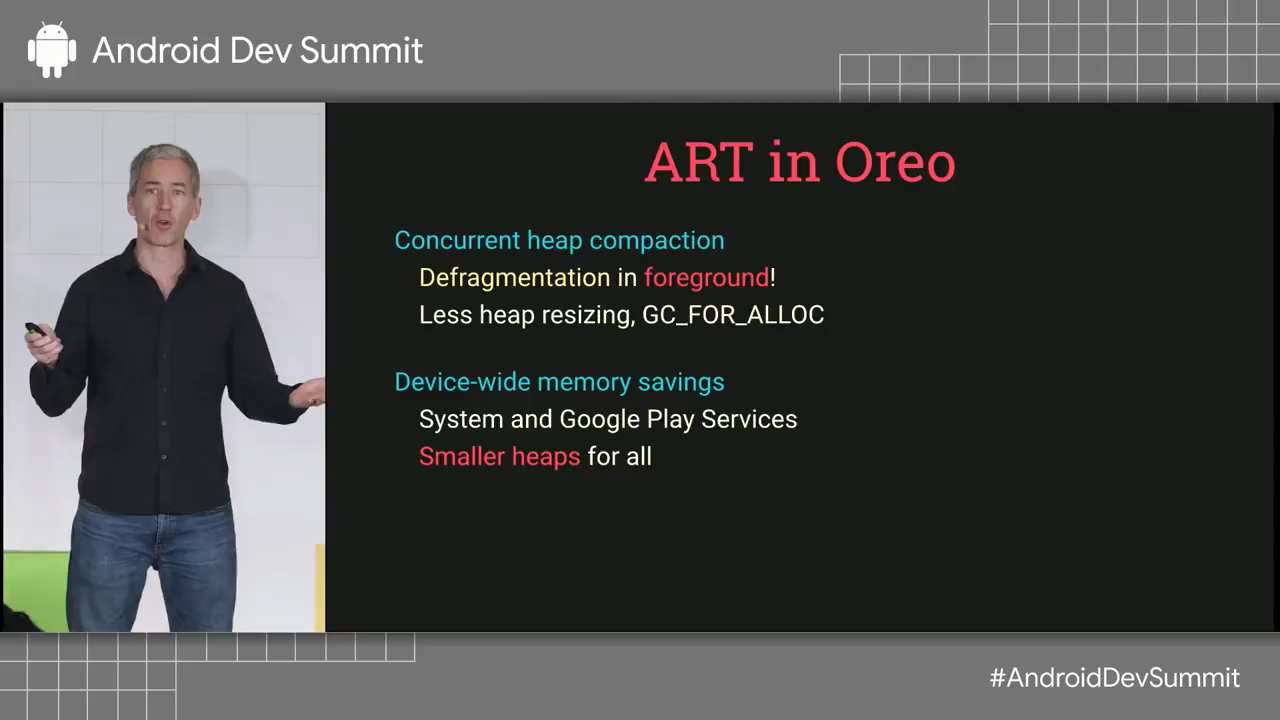 Android Dev Summit
ART in Oreo
Concurrent heap compaction
Defragmentation in foreground!
Less heap resizing, GC_FOR_ALLOC
Device-wide memory savings
System and Google Play Services
Smaller heaps for all
#AndroidDevSummit